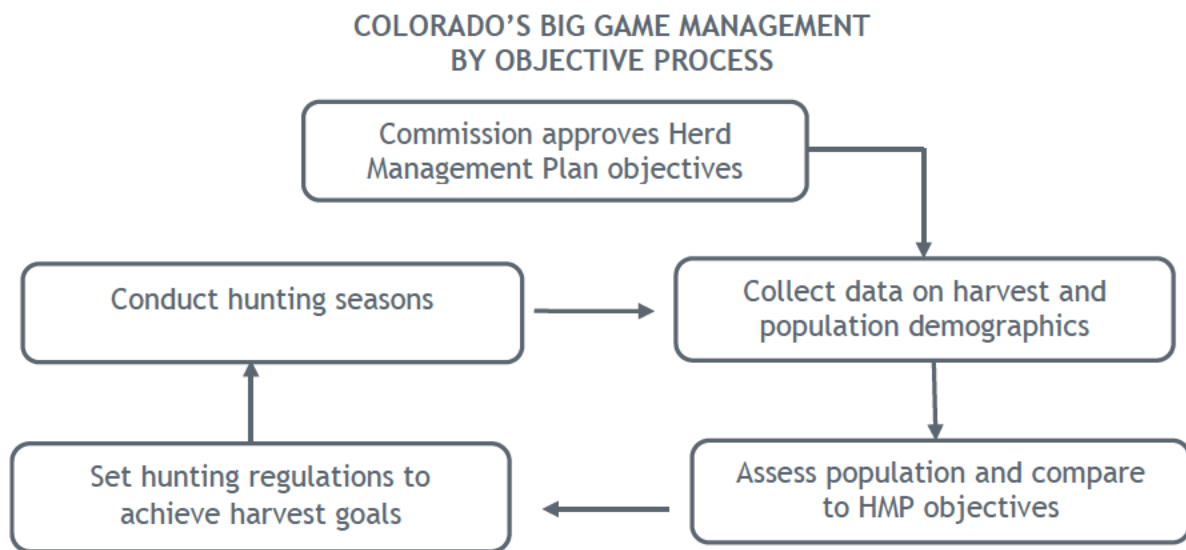 COLORADO'S BIG GAME MANAGEMENT
BY OBJECTIVE PROCESS
Commission approves Herd
Management Plan objectives
Conduct hunting seasons
Collect data on harvest and
population demographics
Set hunting regulations to
achieve harvest goals
Assess population and compare
to HMP objectives